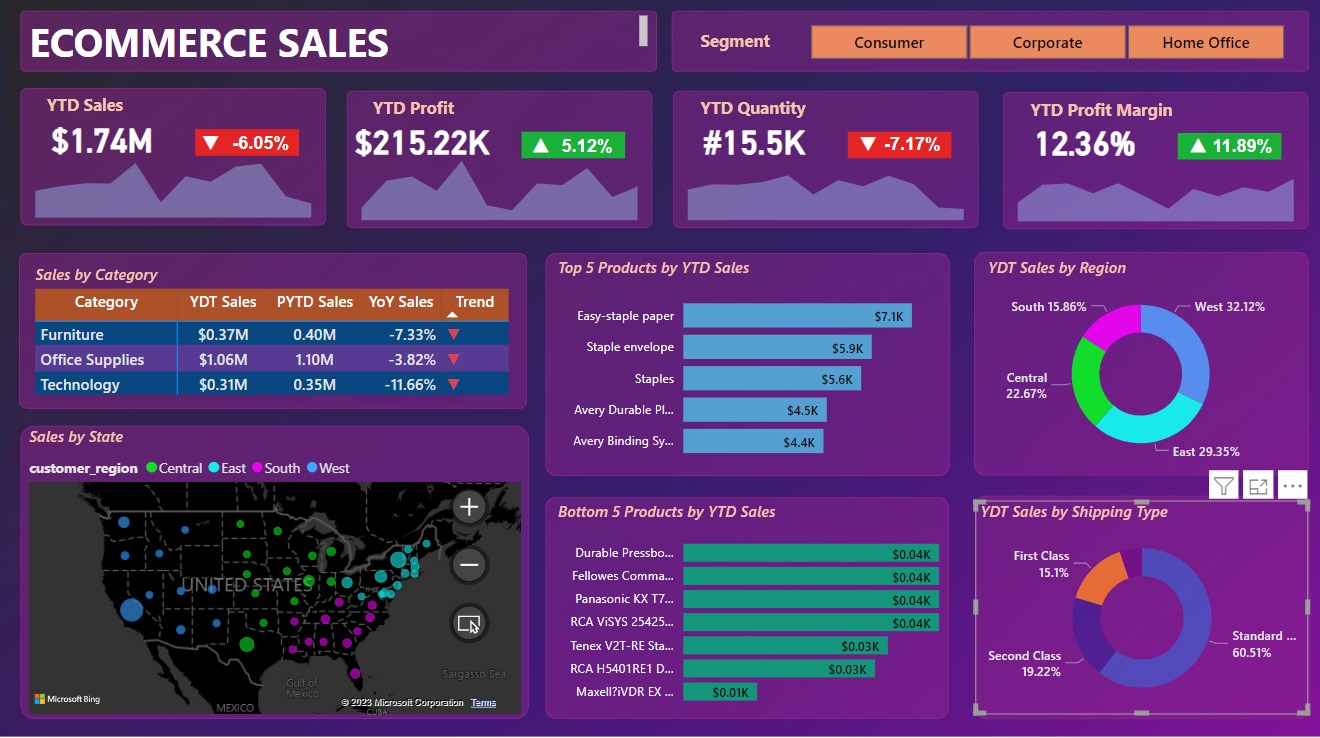 ECOMMERCE SALES
Segment
Consumer
Corporate
Home Office
YTD Sales
$1.74M
▼ -6.05%
YTD Profit
$215.22K
▲ 5.12%
YTD Quantity
#15.5K
▼ -7.17%
YTD Profit Margin
12.36%
▲ 11.89%
Sales by Category
Category YDT Sales PYTD Sales YoY Sales Trend
Furniture $0.37M 0.40M -7.33% ▼
Office Supplies $1.06M 1.10M -3.82% ▼
Technology $0.31M 0.35M -11.66% ▼
Top 5 Products by YTD Sales
Easy-staple paper $7.1K
Staple envelope $5.9K
Staples $5.6K
Avery Durable Pl... $4.5K
Avery Binding Sy... $4.4K
YDT Sales by Region
South 15.86%
West 32.12%
Central
22.67%
East 29.35%
Sales by State
customer_region Central East South West
UNITED STATES
Gulf of
Mexico
Sargasso Sea
MEXICO
CUBA
Microsoft Bing
© 2023 Microsoft Corporation Terms
Bottom 5 Products by YTD Sales
Durable Pressbo... $0.04K
Fellowes Comma... $0.04K
Panasonic KX T7... $0.04K
RCA ViSYS 25425... $0.04K
Tenex V2T-RE Sta... $0.03K
RCA H5401RE1 D... $0.03K
Maxell?iVDR EX ... $0.01K
YDT Sales by Shipping Type
First Class
15.1%
Second Class
19.22%
Standard ...
60.51%